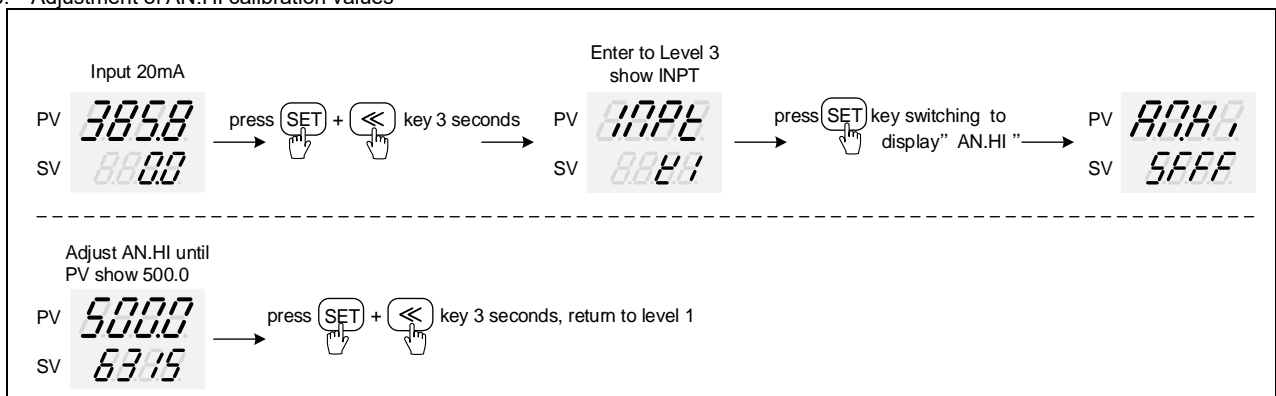 Adjustment of AN.HI calibration values
Input 20mA
PV 385.8
SV 0.0
press SET + ≪ key 3 seconds
Enter to Level 3
show INPT
PV INPt
SV K1
press SET key switching to
display” AN.HI ”
PV AN.HI
SV 5FFF
Adjust AN.HI until
PV show 500.0
PV 500.0
SV 6315
press SET + ≪ key 3 seconds, return to level 1